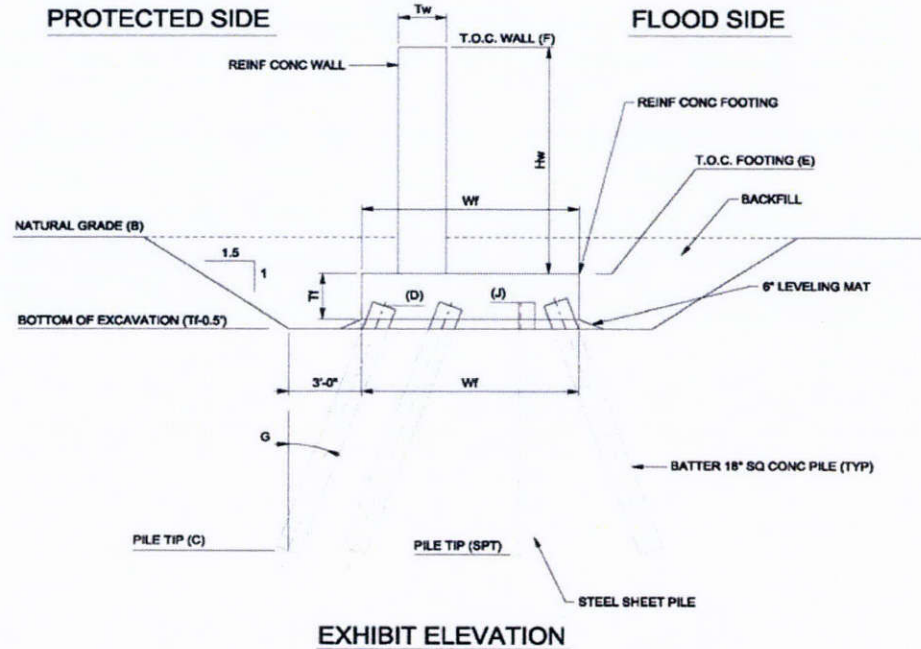 PROTECTED SIDE
Tw
FLOOD SIDE
T.O.C. WALL (F)
REINF CONC WALL
REINF CONC FOOTING
Hw
T.O.C. FOOTING (E)
Wf
BACKFILL
NATURAL GRADE (B)
1.5
1
Tf
(D)
(J)
6" LEVELING MAT
BOTTOM OF EXCAVATION (Tf-0.5')
3'-0"
Wf
G
BATTER 18" SQ CONC PILE (TYP)
PILE TIP (C)
PILE TIP (SPT)
STEEL SHEET PILE
EXHIBIT ELEVATION